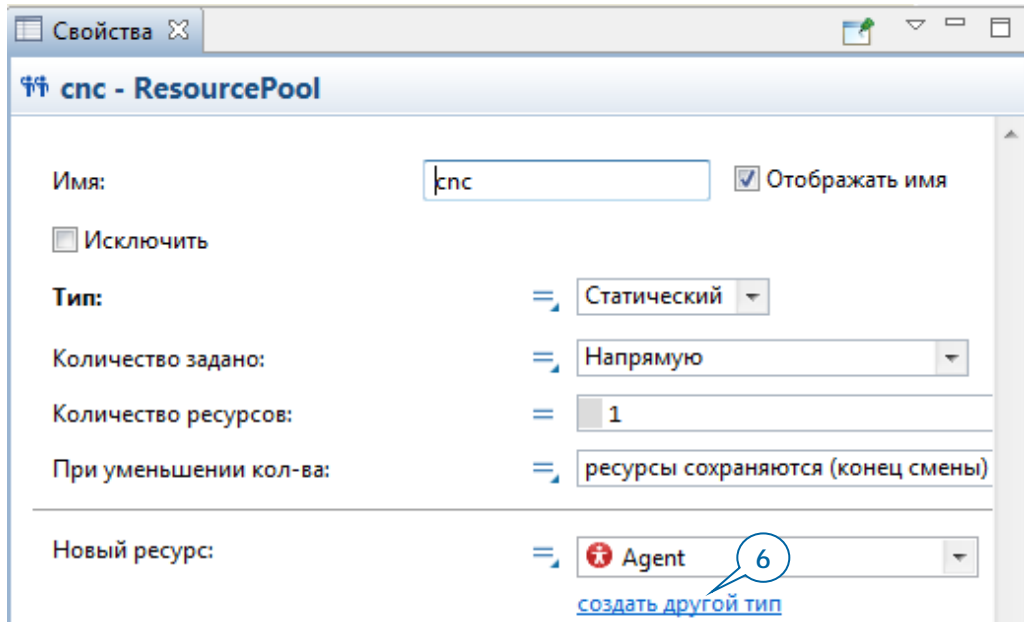 Свойства
cnc - ResourcePool
Имя: cnc Отображать имя
Исключить
Тип: Статический
Количество задано: Напрямую
Количество ресурсов: 1
При уменьшении кол-ва: ресурсы сохраняются (конец смены)
Новый ресурс: Agent 6
создать другой тип